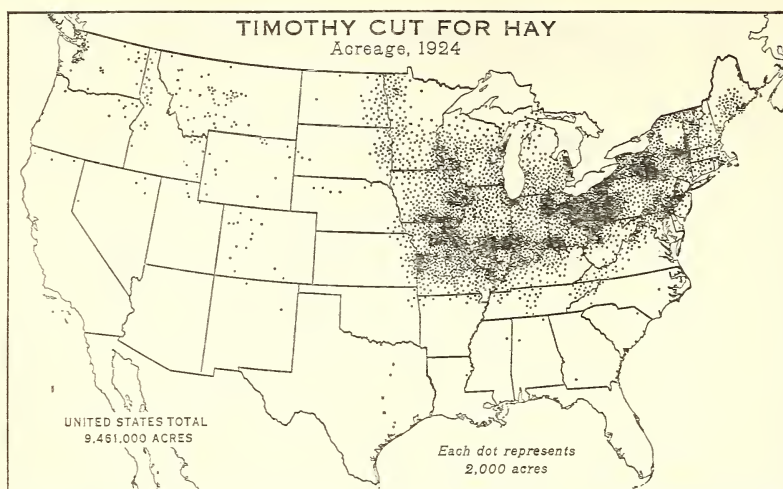 TIMOTHY CUT FOR HAY
Acreage, 1924
UNITED STATES TOTAL
9,461,000 ACRES
Each dot represents
2,000 acres